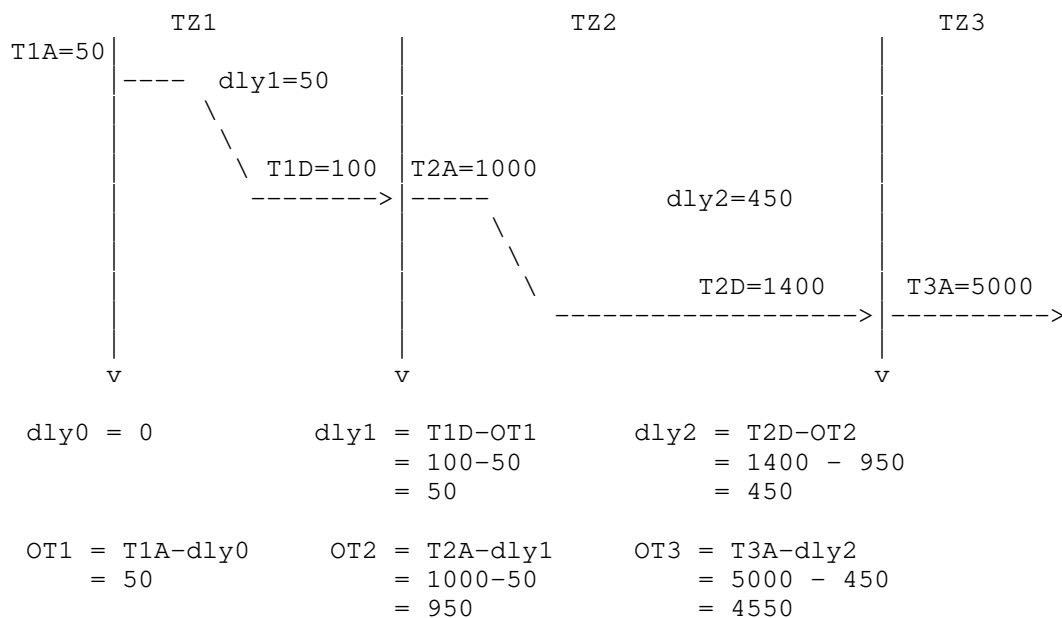 TZ1 TZ2 TZ3
T1A=50
dly1=50
T1D=100 T2A=1000
dly2=450
T2D=1400 T3A=5000
v v v
dly0 = 0 dly1 = T1D-OT1 dly2 = T2D-OT2
= 100-50 = 1400 - 950
= 50 = 450
OT1 = T1A-dly0 OT2 = T2A-dly1 OT3 = T3A-dly2
= 50 = 1000-50 = 5000 - 450
= 950 = 4550